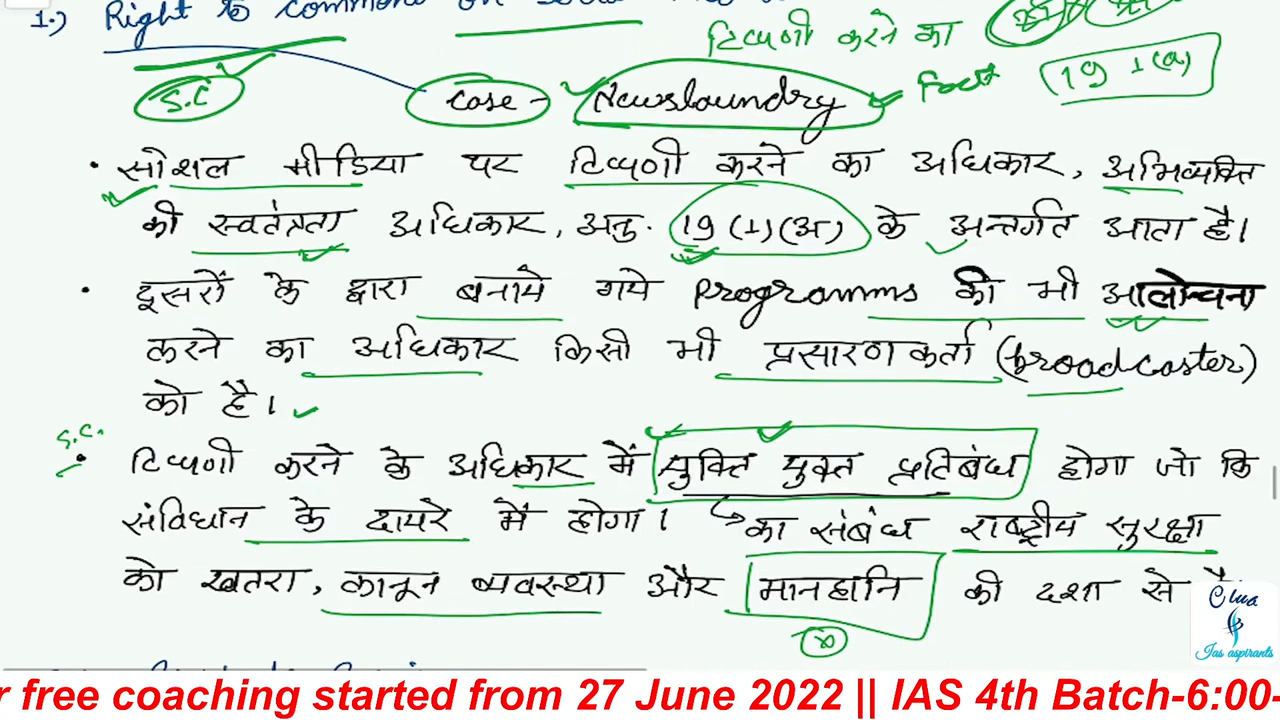 1.) Right to comment on
टिप्पणी करने का
S.C Case - Newslaundry Fact 19 1(a)
• सोशल मीडिया पर टिप्पणी करने का अधिकार, अभिव्यक्ति
की स्वतंत्रता अधिकार, अनु. 19(1)(अ) के अन्तर्गत आता है।
• दूसरों के द्वारा बनाये गये Programms की भी आलोचना
करने का अधिकार किसी भी प्रसारणकर्ता (broadcaster)
को है।
S.C.
• टिप्पणी करने के अधिकार में युक्ति युक्त प्रतिबंध होगा जो कि
संविधान के दायरे में होगा। का संबंध राष्ट्रीय सुरक्षा
को खतरा, कानून व्यवस्था और मानहानि की दशा से है
Clue
Ias aspirants
r free coaching started from 27 June 2022 || IAS 4th Batch-6:00-